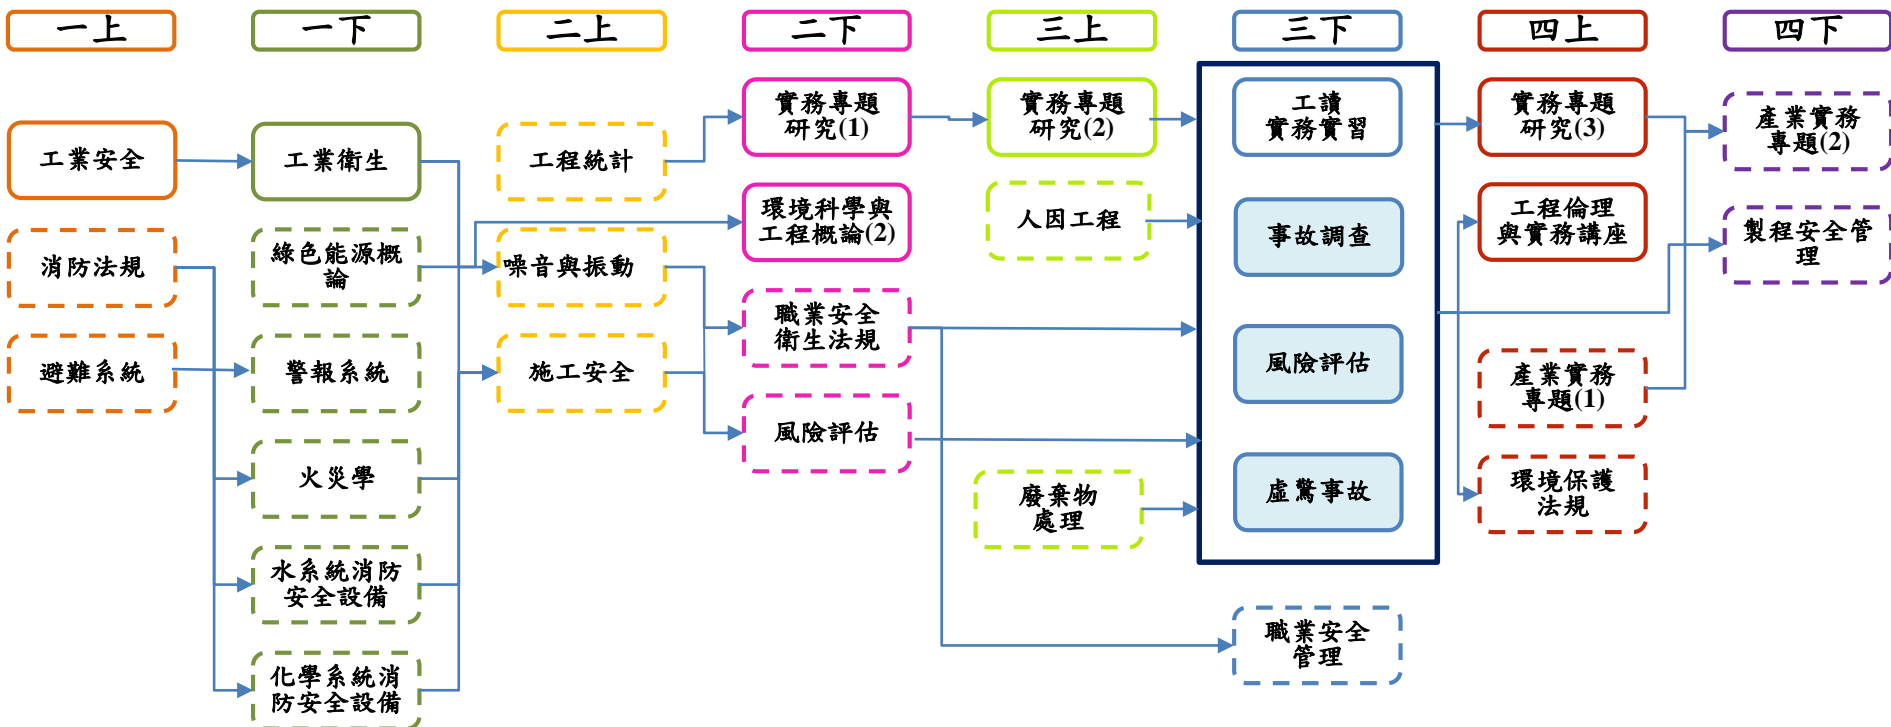 一上
一下
二上
二下
三上
三下
四上
四下
工業安全
消防法規
避難系統
工業衛生
綠色能源概
論
警報系統
火災學
水系統消防
安全設備
化學系統消
防安全設備
工程統計
噪音與振動
施工安全
實務專題
研究(1)
環境科學與
工程概論(2)
職業安全
衛生法規
風險評估
實務專題
研究(2)
人因工程
廢棄物
處理
工讀
實務實習
事故調查
風險評估
虛驚事故
職業安全
管理
實務專題
研究(3)
工程倫理
與實務講座
產業實務
專題(1)
環境保護
法規
產業實務
專題(2)
製程安全管
理